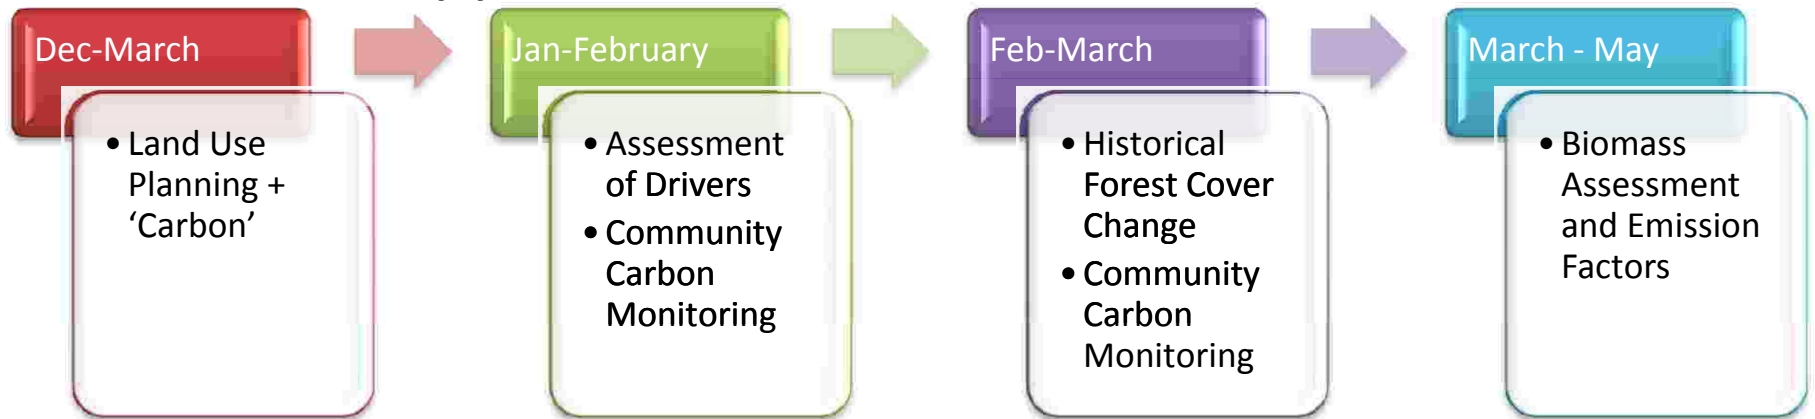 Dec-March
• Land Use
Planning +
‘Carbon’
Jan-February
• Assessment
of Drivers
• Community
Carbon
Monitoring
Feb-March
• Historical
Forest Cover
Change
• Community
Carbon
Monitoring
March - May
• Biomass
Assessment
and Emission
Factors